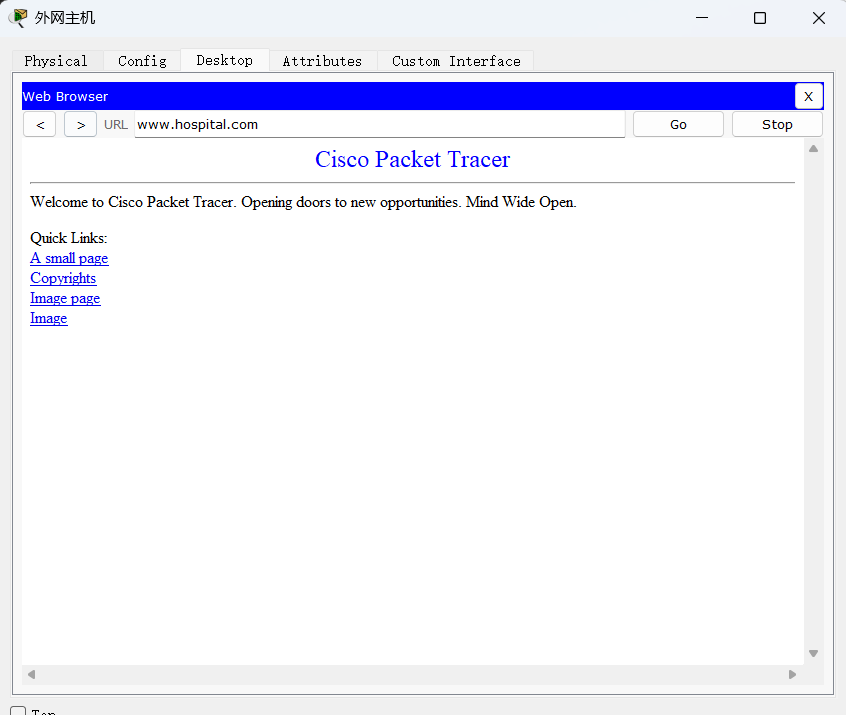 外网主机
Physical Config Desktop Attributes Custom Interface
Web Browser X
< > URL www.hospital.com Go Stop
Cisco Packet Tracer
Welcome to Cisco Packet Tracer. Opening doors to new opportunities. Mind Wide Open.
Quick Links:
A small page
Copyrights
Image page
Image
Top